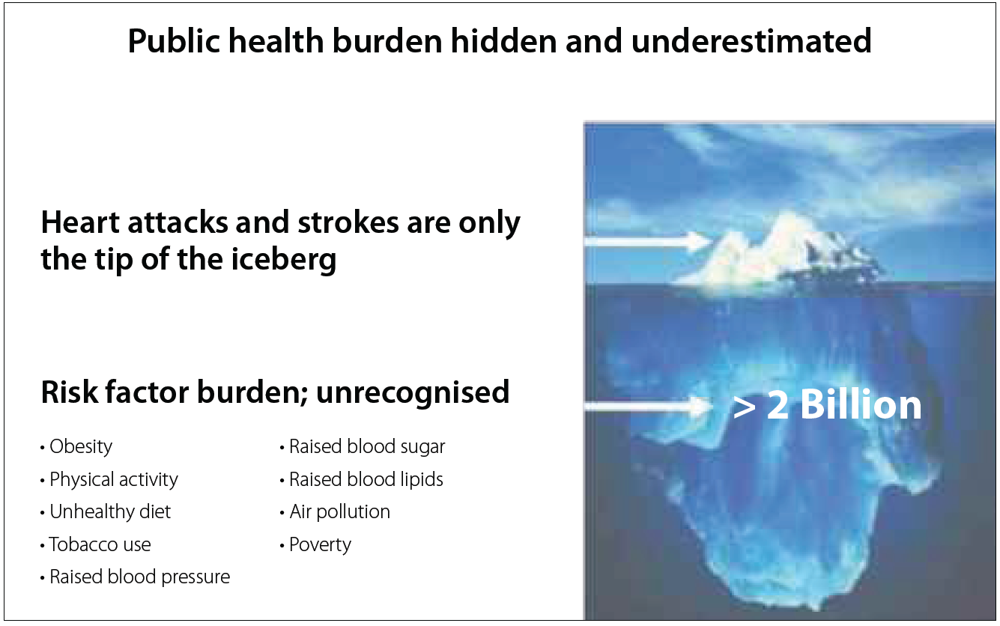 Public health burden hidden and underestimated
Heart attacks and strokes are only
the tip of the iceberg
Risk factor burden; unrecognised
> 2 Billion
• Obesity
• Physical activity
• Unhealthy diet
• Tobacco use
• Raised blood pressure
• Raised blood sugar
• Raised blood lipids
• Air pollution
• Poverty